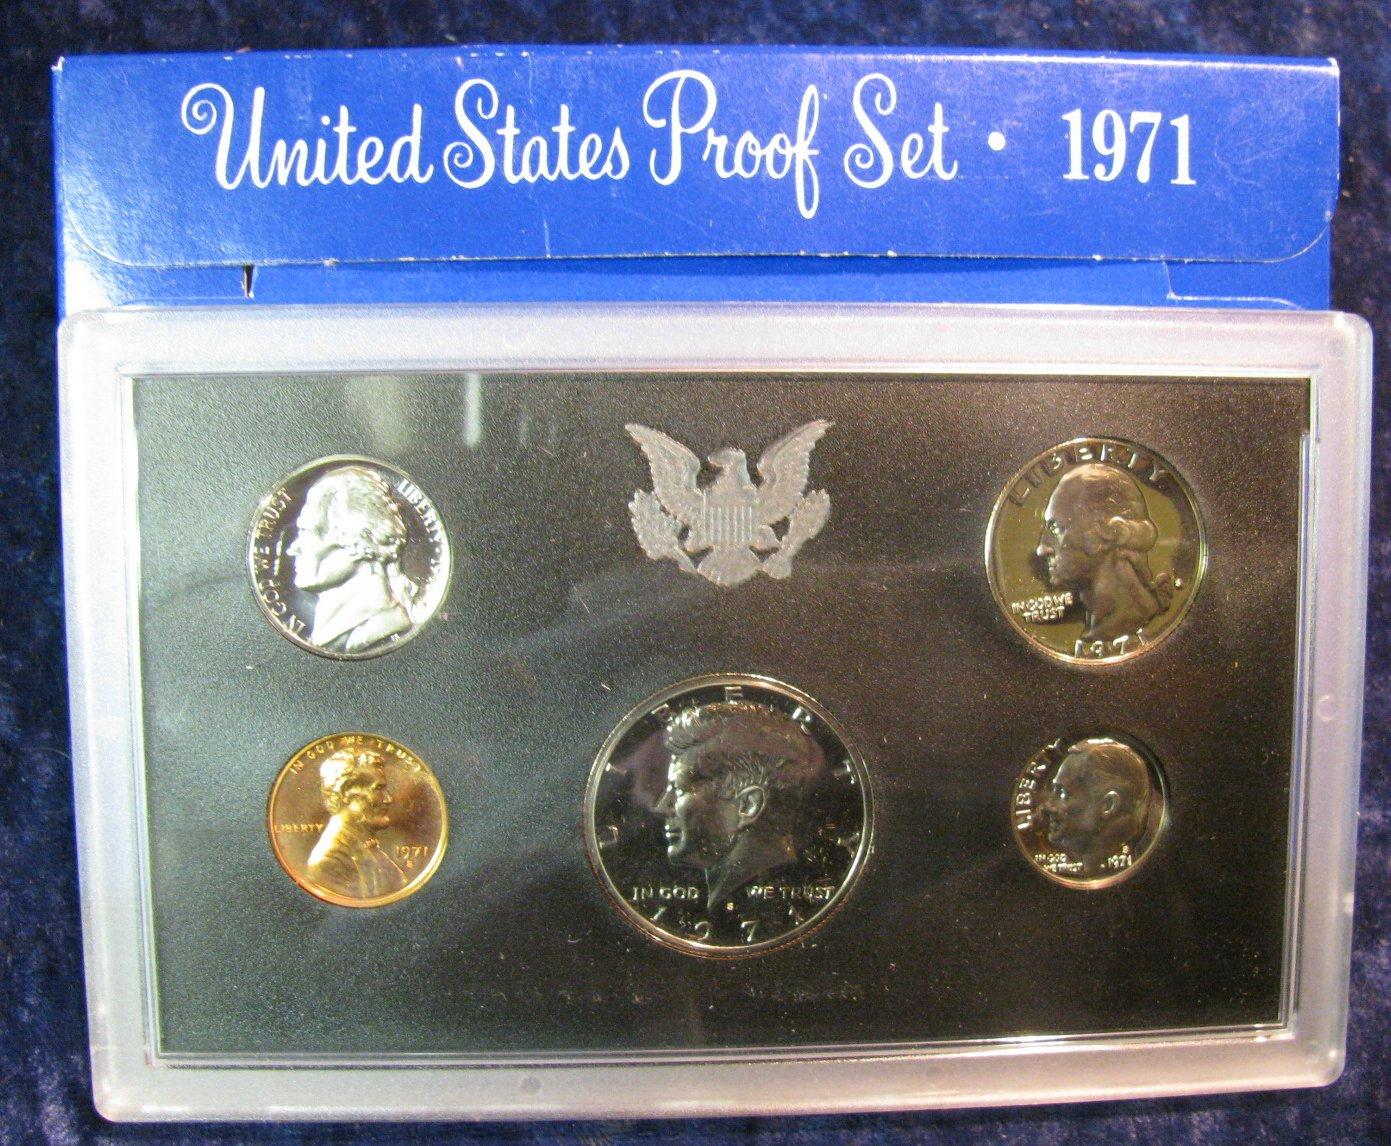 United States Proof Set • 1971
IN GOD WE TRUST
LIBERTY
LIBERTY
IN GOD WE
TRUST
1971
IN GOD WE TRUST
LIBERTY
1971
S
LIBERTY
IN GOD WE TRUST
S
1971
LIBERTY
IN GOD
WE TRUST
S
1971